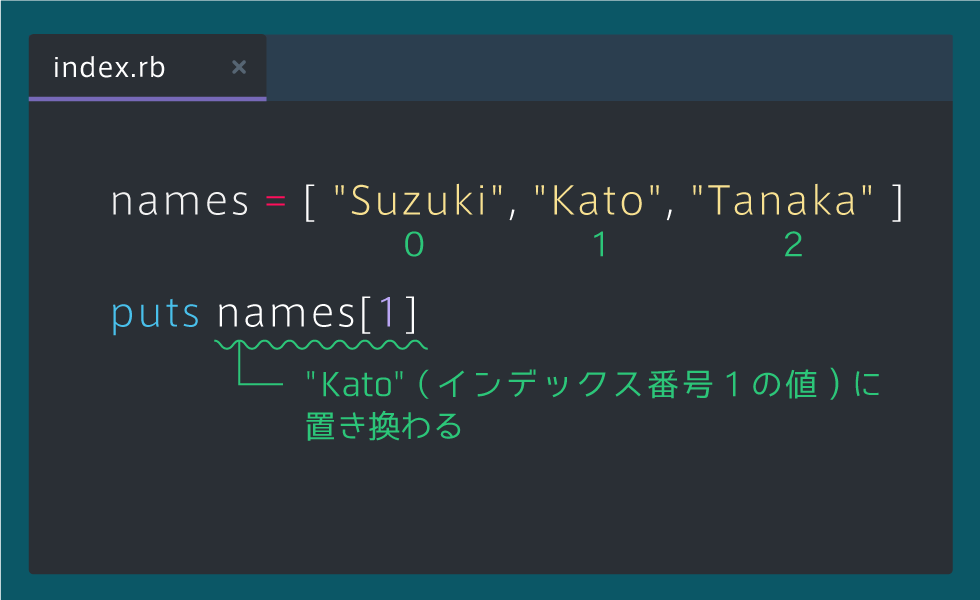 index.rb ×
names = [ "Suzuki", "Kato", "Tanaka" ]
0 1 2
puts names[1]
"Kato" (インデックス番号1の値)に
置き換わる